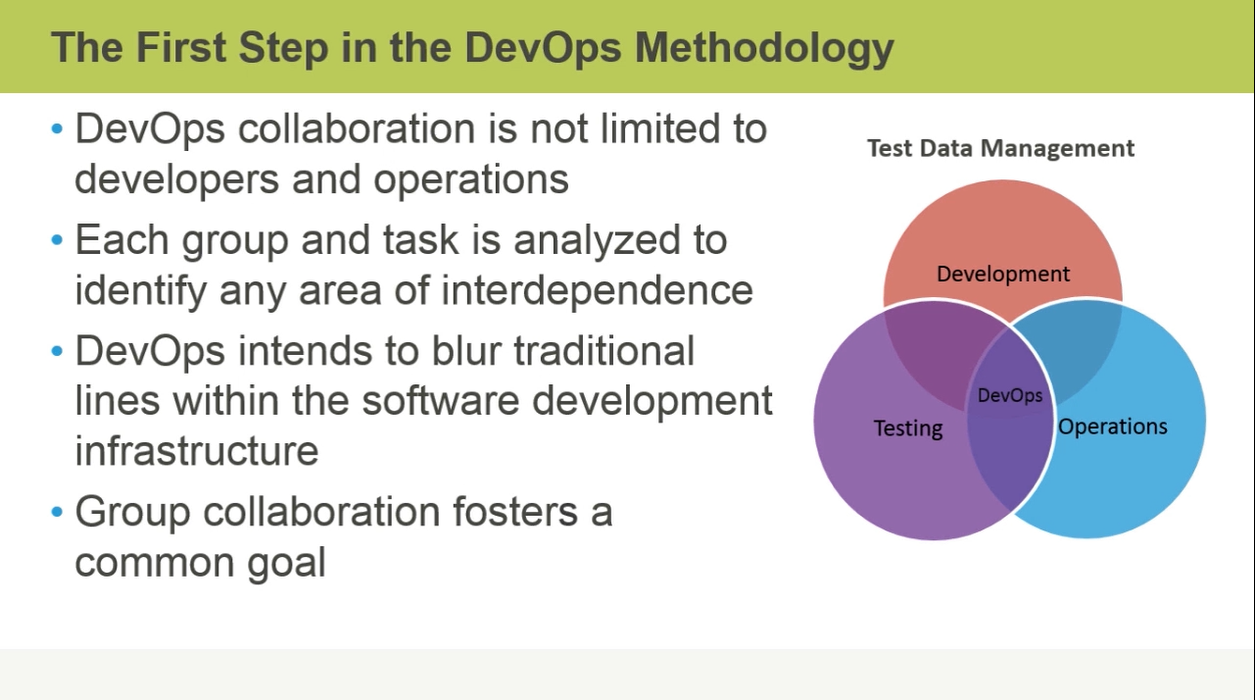 The First Step in the DevOps Methodology
• DevOps collaboration is not limited to
developers and operations
• Each group and task is analyzed to
identify any area of interdependence
• DevOps intends to blur traditional
lines within the software development
infrastructure
• Group collaboration fosters a
common goal
Test Data Management
Development
DevOps
Testing
Operations